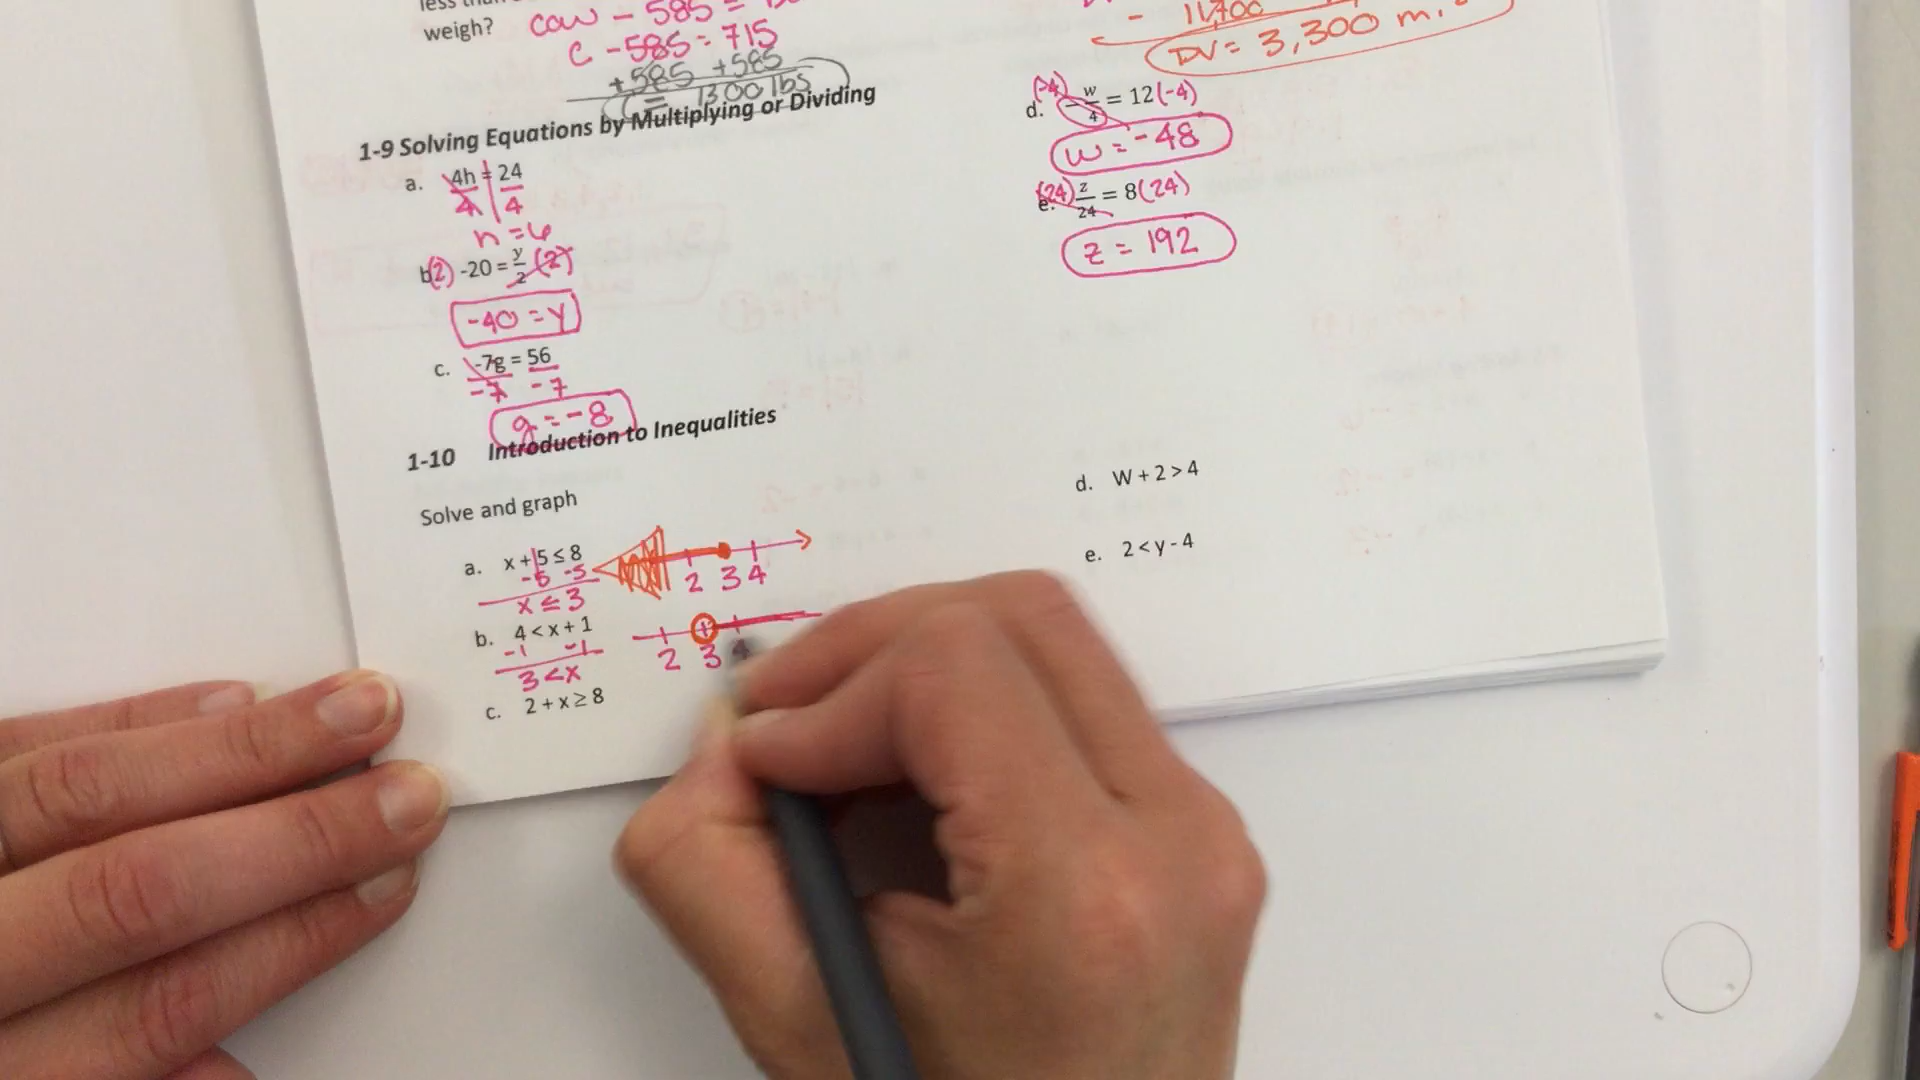 less than
weigh?
cow - 585 =
c - 585 = 715
+585 +585
c = 1300 lbs
1-9 Solving Equations by Multiplying or Dividing
a. 4h = 24
4 4
h = 6
b. (2) -20 = y/2 (2)
-40 = y
c. -7g = 56
-7 -7
g = -8
1-10 Introduction to Inequalities
Solve and graph
a. x + 5 ≤ 8
-5 -5
x ≤ 3
2 3 4
b. 4 < x + 1
-1 -1
3 < x
2 3 4
c. 2 + x ≥ 8
- 11,700
DV = 3,300 mi
d. (-4) - w/4 = 12 (-4)
w = -48
e. (24) z/24 = 8 (24)
z = 192
d. W + 2 > 4
e. 2 < y - 4